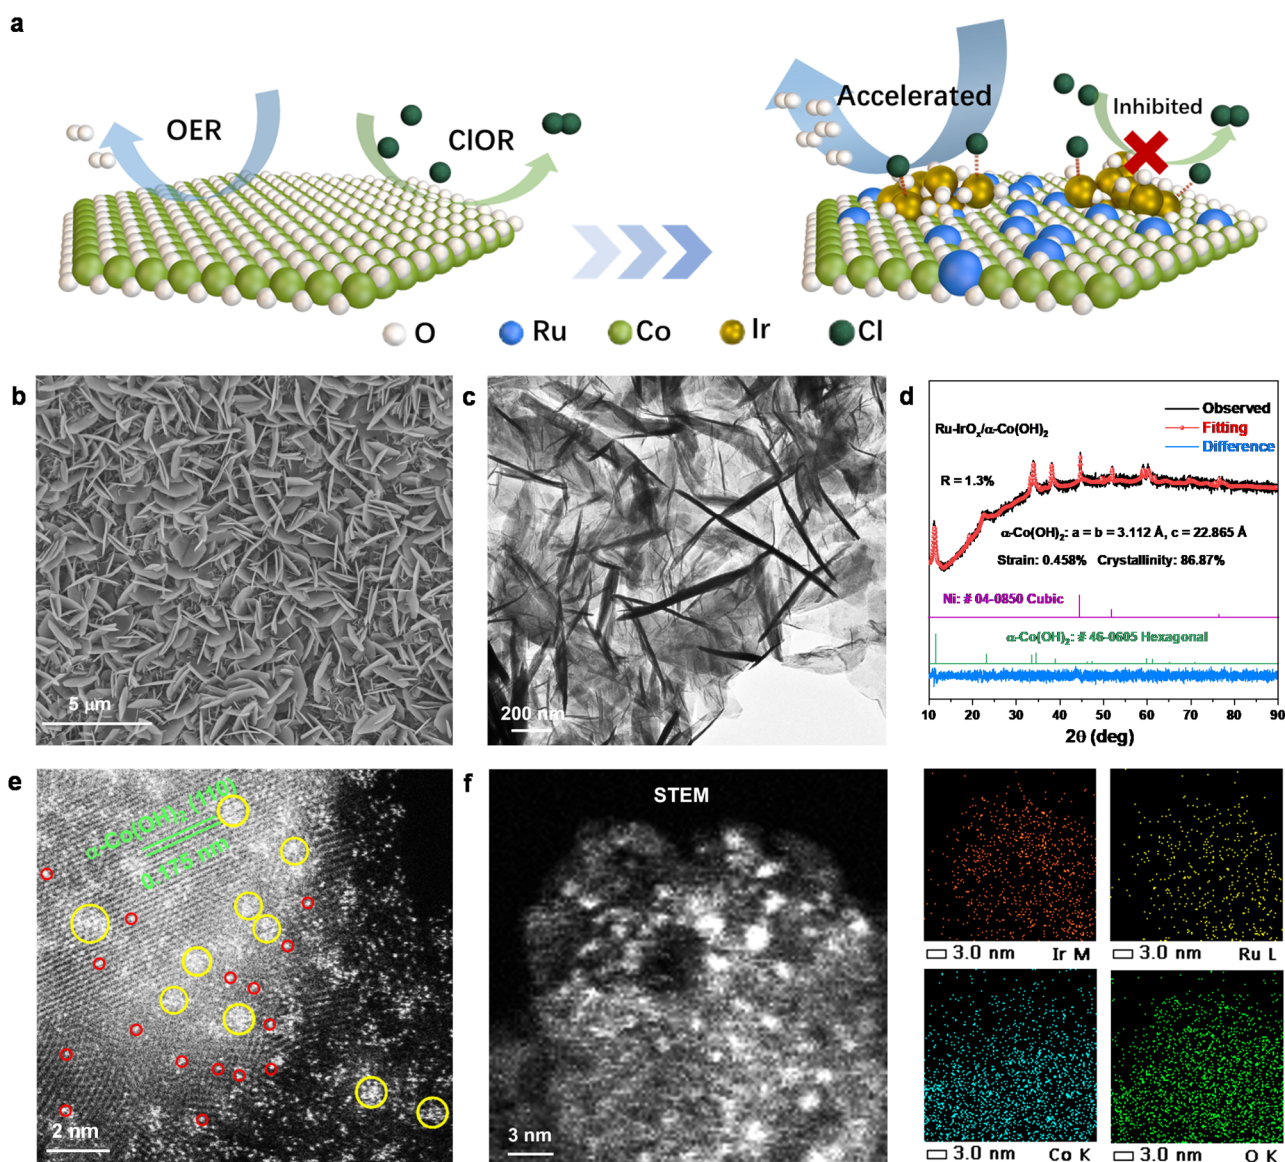 a
OER
ClOR
Accelerated
Inhibited
O
Ru
Co
Ir
Cl
b
5 μm
c
200 nm
d
Observed
Fitting
Difference
Ru-IrOₓ/α-Co(OH)₂
R = 1.3%
α-Co(OH)₂: a = b = 3.112 Å, c = 22.865 Å
Strain: 0.458% Crystallinity: 86.87%
Ni: # 04-0850 Cubic
α-Co(OH)₂: # 46-0605 Hexagonal
10 20 30 40 50 60 70 80 90
2θ (deg)
e
α-Co(OH)₂ (110)
0.175 nm
2 nm
f
STEM
3 nm
3.0 nm Ir M
3.0 nm Ru L
3.0 nm Co K
3.0 nm O K